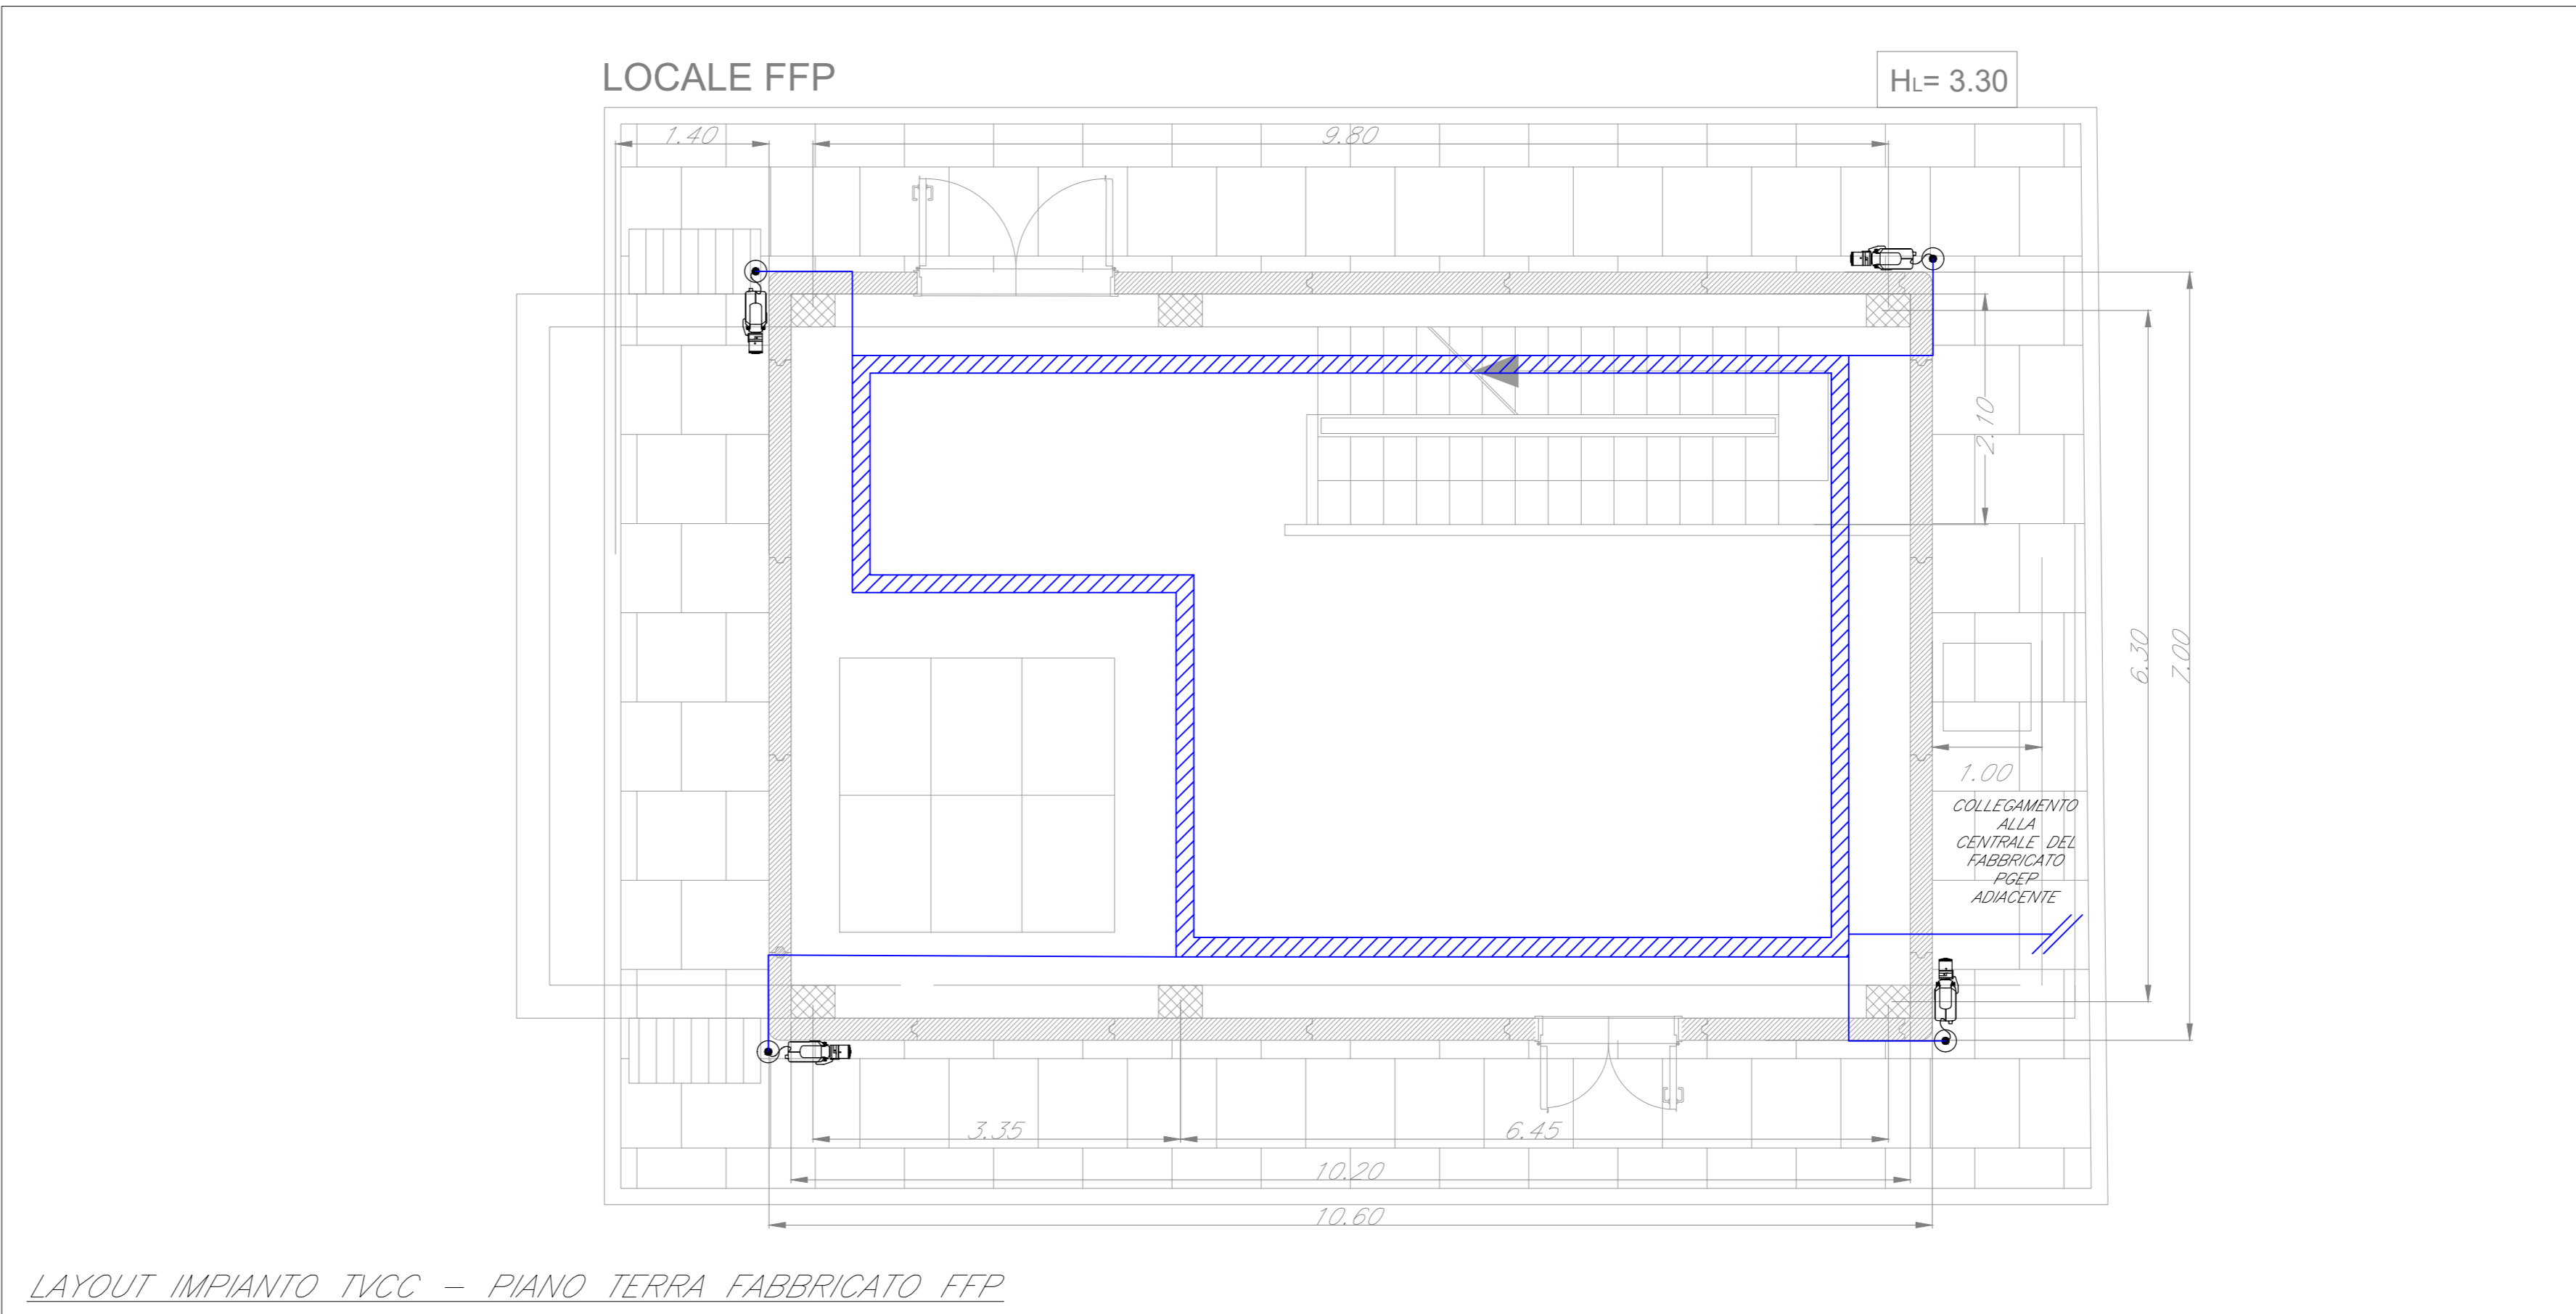 LOCALE FFP
HL= 3.30
1.40
9.80
2.10
6.30
7.00
1.00
COLLEGAMENTO
ALLA
CENTRALE DEL
FABBRICATO
PGEP
ADIACENTE
3.35
6.45
10.20
10.60
LAYOUT IMPIANTO TVCC – PIANO TERRA FABBRICATO FFP